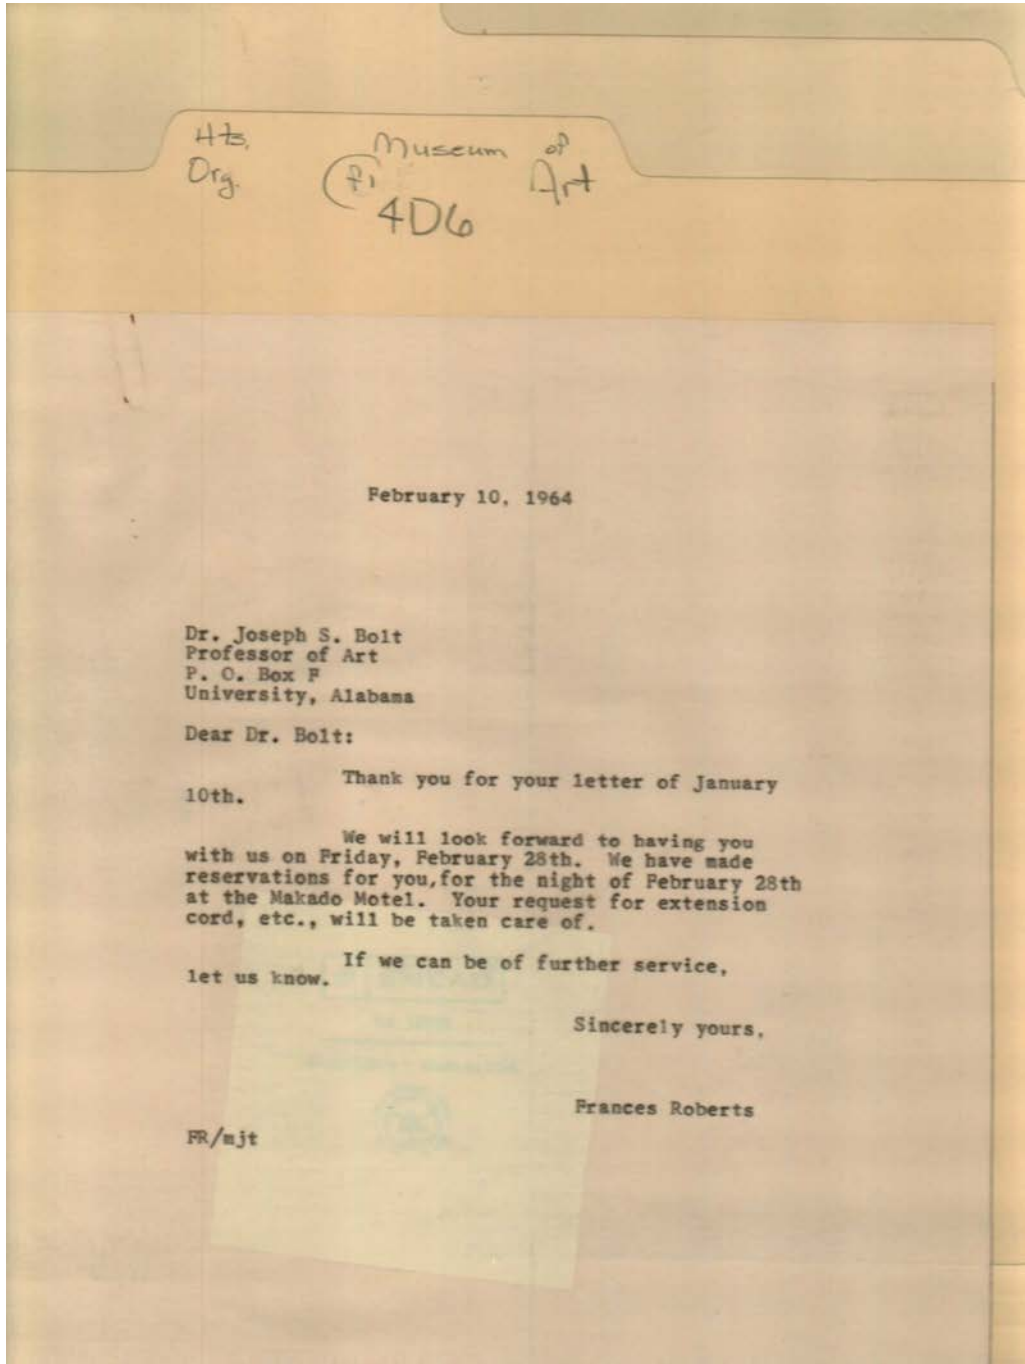 Hts. Museum of
Org. Art
4D6
February 10, 1964
Dr. Joseph S. Bolt
Professor of Art
P. O. Box F
University, Alabama
Dear Dr. Bolt:
Thank you for your letter of January
10th.
We will look forward to having you
with us on Friday, February 28th. We have made
reservations for you,for the night of February 28th
at the Makado Motel. Your request for extension
cord, etc., will be taken care of.
If we can be of further service,
let us know.
Sincerely yours,
Frances Roberts
FR/mjt